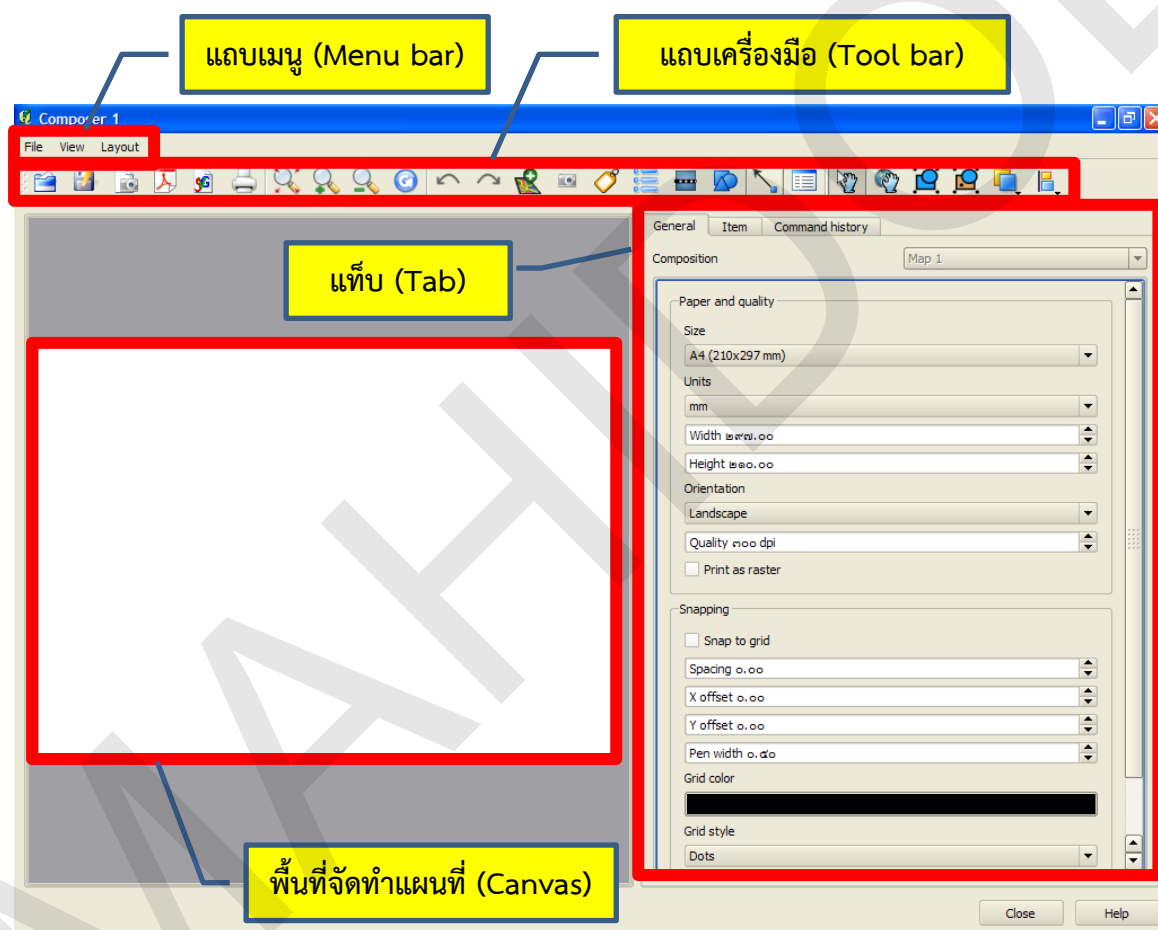 แถบเมนู (Menu bar)
แถบเครื่องมือ (Tool bar)
Composer 1
File View Layout
แท็บ (Tab)
General Item Command history
Composition Map 1
Paper and quality
Size
A4 (210x297 mm)
Units
mm
Width ๒๙๗.๐๐
Height ๒๑๐.๐๐
Orientation
Landscape
Quality ๓๐๐ dpi
Print as raster
Snapping
Snap to grid
Spacing ๐.๐๐
X offset ๐.๐๐
Y offset ๐.๐๐
Pen width ๐.๕๐
Grid color
Grid style
Dots
พื้นที่จัดทำแผนที่ (Canvas)
Close Help
MAHIDOL